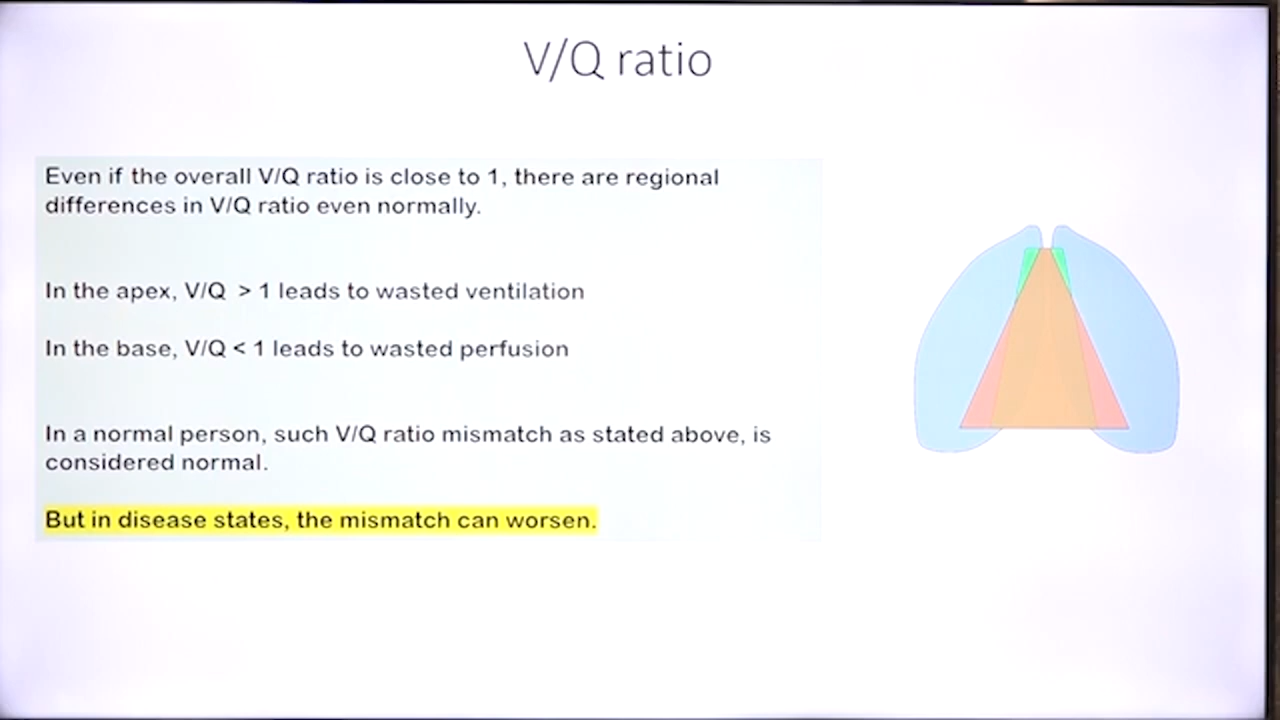 V/Q ratio
Even if the overall V/Q ratio is close to 1, there are regional
differences in V/Q ratio even normally.
In the apex, V/Q > 1 leads to wasted ventilation
In the base, V/Q < 1 leads to wasted perfusion
In a normal person, such V/Q ratio mismatch as stated above, is
considered normal.
But in disease states, the mismatch can worsen.